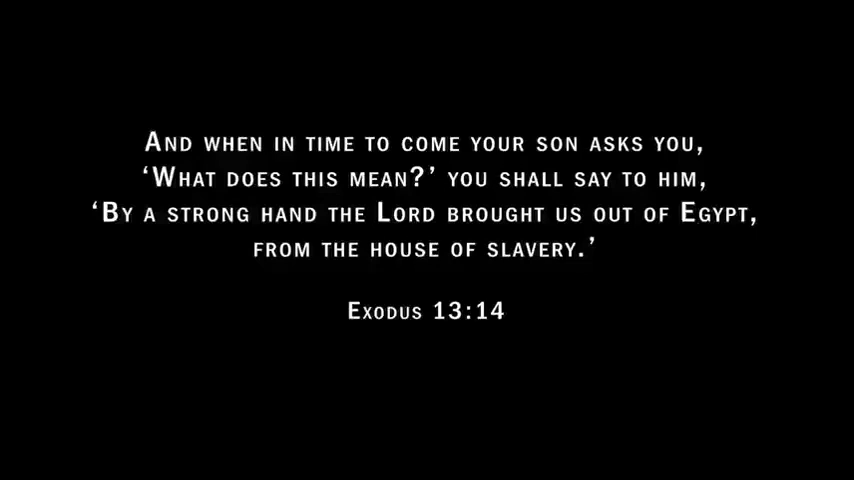 And when in time to come your son asks you,
‘What does this mean?’ you shall say to him,
‘By a strong hand the Lord brought us out of Egypt,
from the house of slavery.’
Exodus 13:14